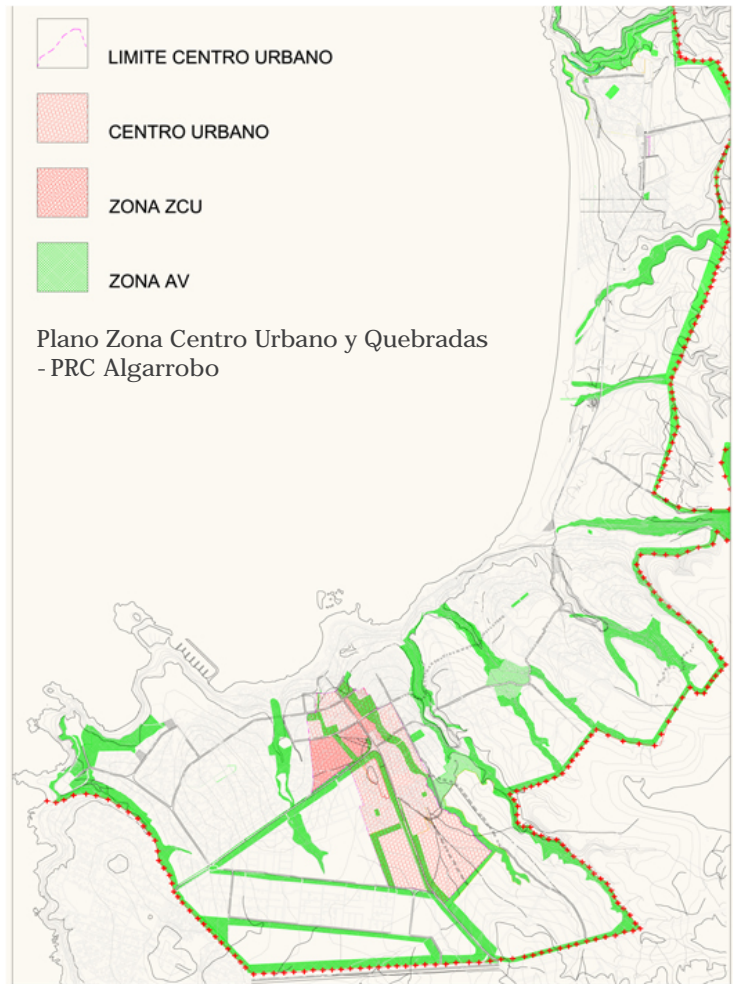 LIMITE CENTRO URBANO
CENTRO URBANO
ZONA ZCU
ZONA AV
Plano Zona Centro Urbano y Quebradas
- PRC Algarrobo